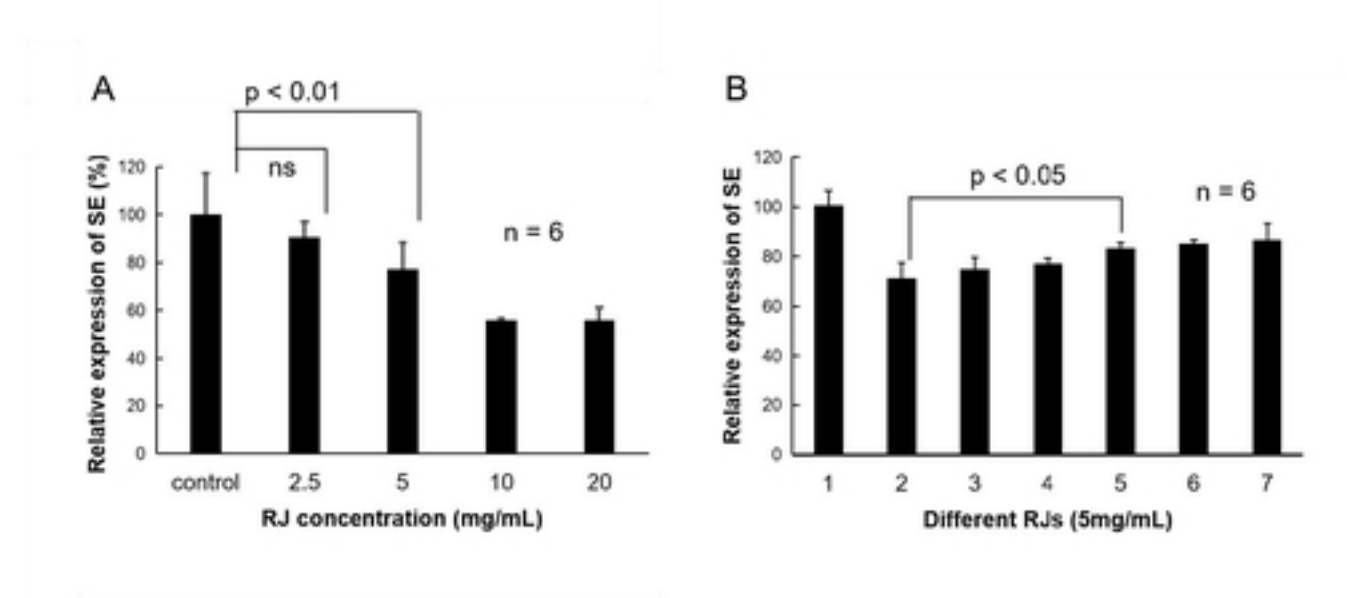 A
p < 0.01
ns
n = 6
Relative expression of SE (%)
120
100
80
60
40
20
0
control 2.5 5 10 20
RJ concentration (mg/mL)
B
p < 0.05
n = 6
Relative expression of SE
120
100
80
60
40
20
0
1 2 3 4 5 6 7
Different RJs (5mg/mL)